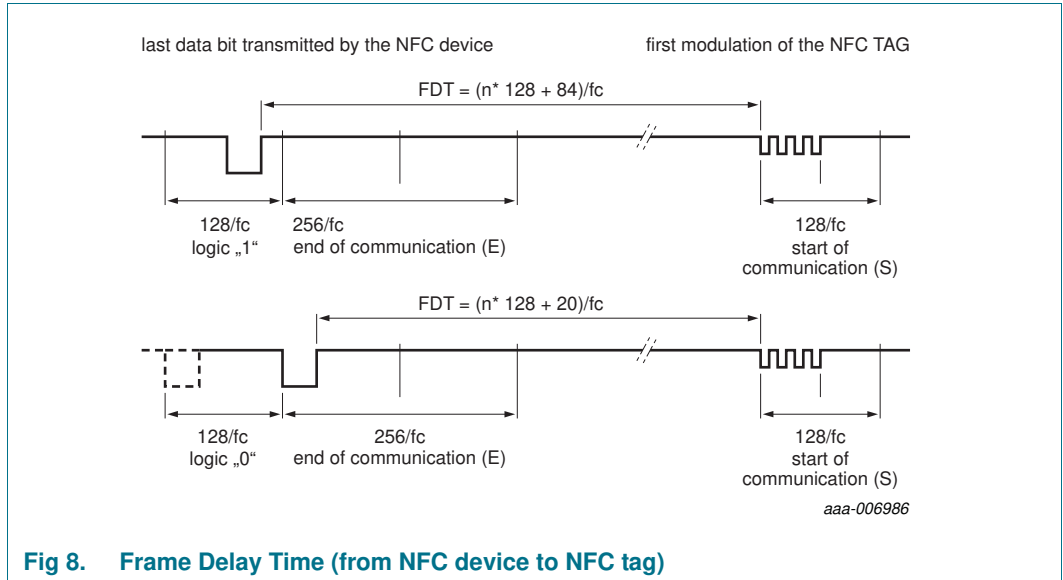 last data bit transmitted by the NFC device
first modulation of the NFC TAG
FDT = (n* 128 + 84)/fc
128/fc
logic „1“
256/fc
end of communication (E)
128/fc
start of
communication (S)
FDT = (n* 128 + 20)/fc
128/fc
logic „0“
256/fc
end of communication (E)
128/fc
start of
communication (S)
aaa-006986
Fig 8. Frame Delay Time (from NFC device to NFC tag)